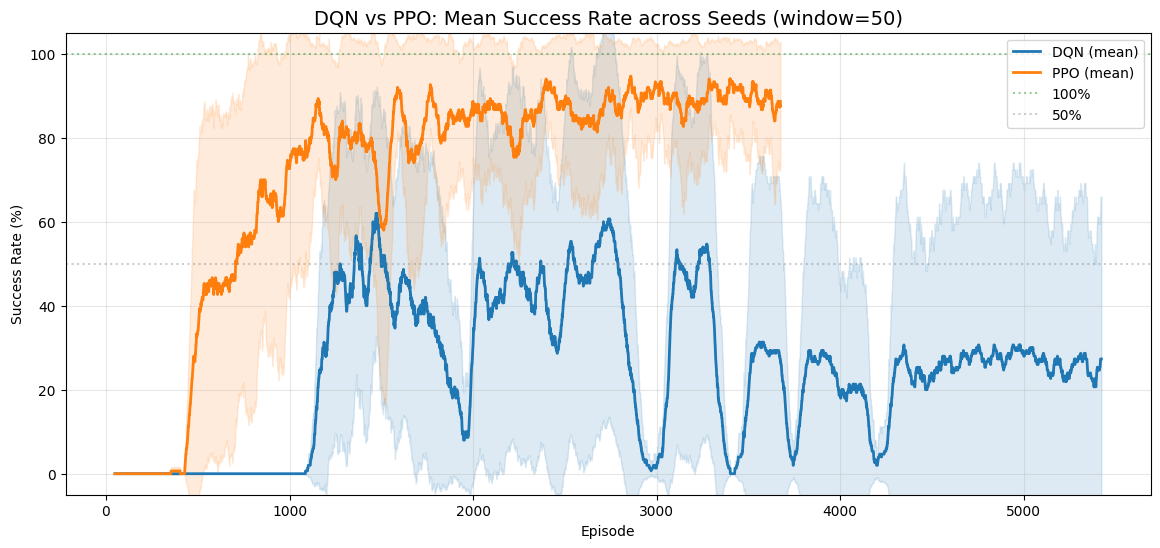 DQN vs PPO: Mean Success Rate across Seeds (window=50)
Success Rate (%)
100
80
60
40
20
0
DQN (mean)
PPO (mean)
100%
50%
0
1000
2000
3000
4000
5000
Episode